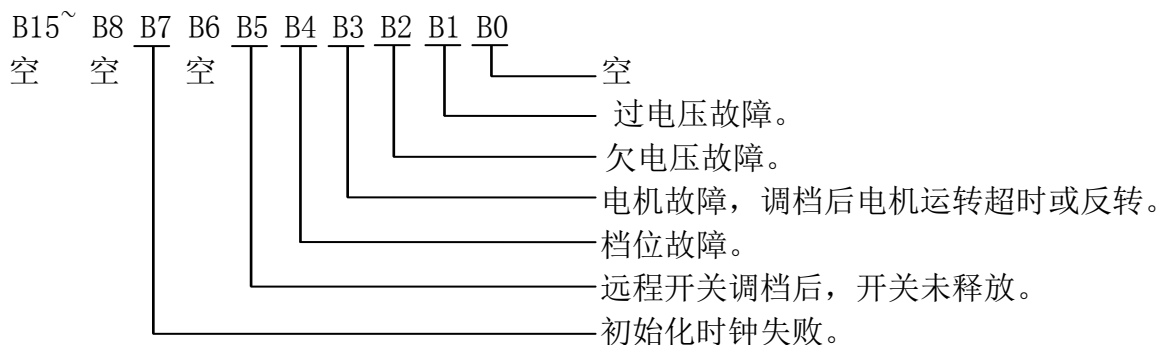 B15~ B8 B7 B6 B5 B4 B3 B2 B1 B0
空 空 空 空
过电压故障。
欠电压故障。
电机故障，调档后电机运转超时或反转。
档位故障。
远程开关调档后，开关未释放。
初始化时钟失败。